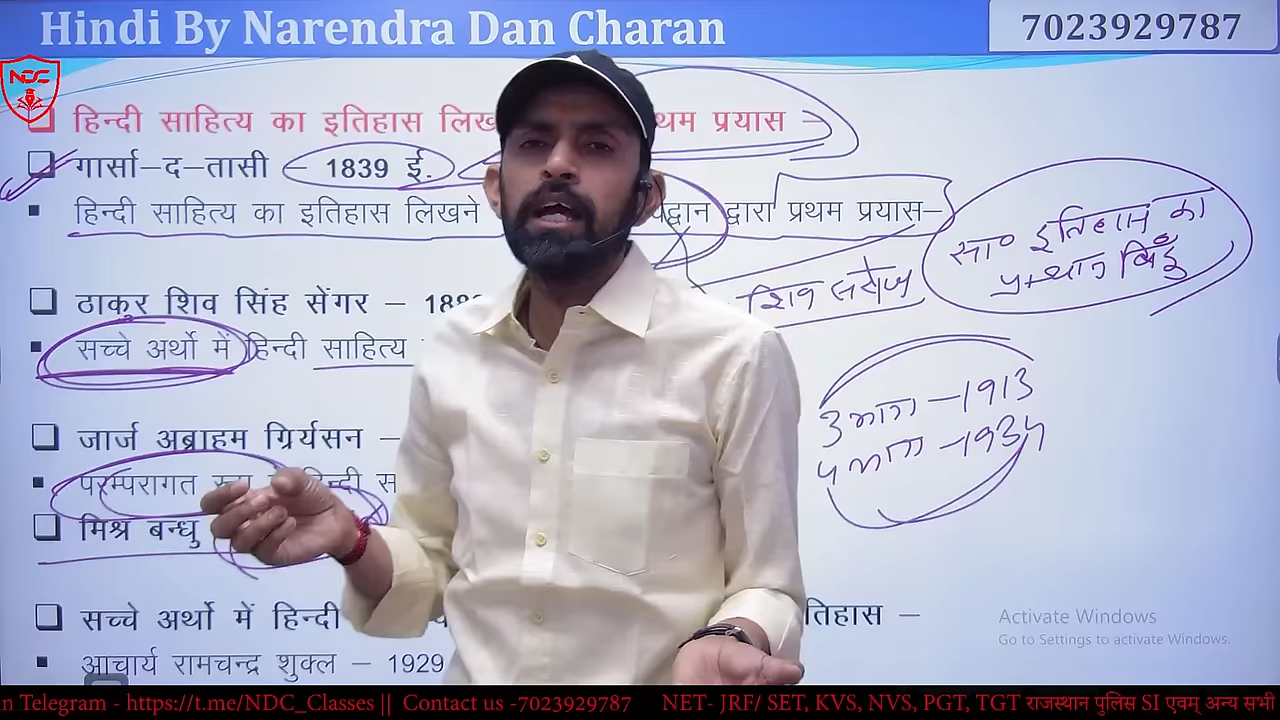 Hindi By Narendra Dan Charan
7023929787
NDC
हिन्दी साहित्य का इतिहास लिख थम प्रयास
गार्सा–द–तासी – 1839 ई.
हिन्दी साहित्य का इतिहास लिखने द्वान द्वारा प्रथम प्रयास–
सा० इतिहास का
प्रस्थान बिंदु
ठाकुर शिव सिंह सेंगर – 188
शिव सरोज
सच्चे अर्थो में हिन्दी साहित्य
3 भाग –1913
4 भाग –1934
जार्ज अब्राहम ग्रिर्यसन –
परम्परागत हिन्दी स
मिश्र बन्धु
सच्चे अर्थो में हिन्दी तिहास –
आचार्य रामचन्द्र शुक्ल – 1929
Activate Windows
Go to Settings to activate Windows.
n Telegram - https://t.me/NDC_Classes || Contact us -7023929787 NET- JRF/ SET, KVS, NVS, PGT, TGT राजस्थान पुलिस SI एवम् अन्य सभी